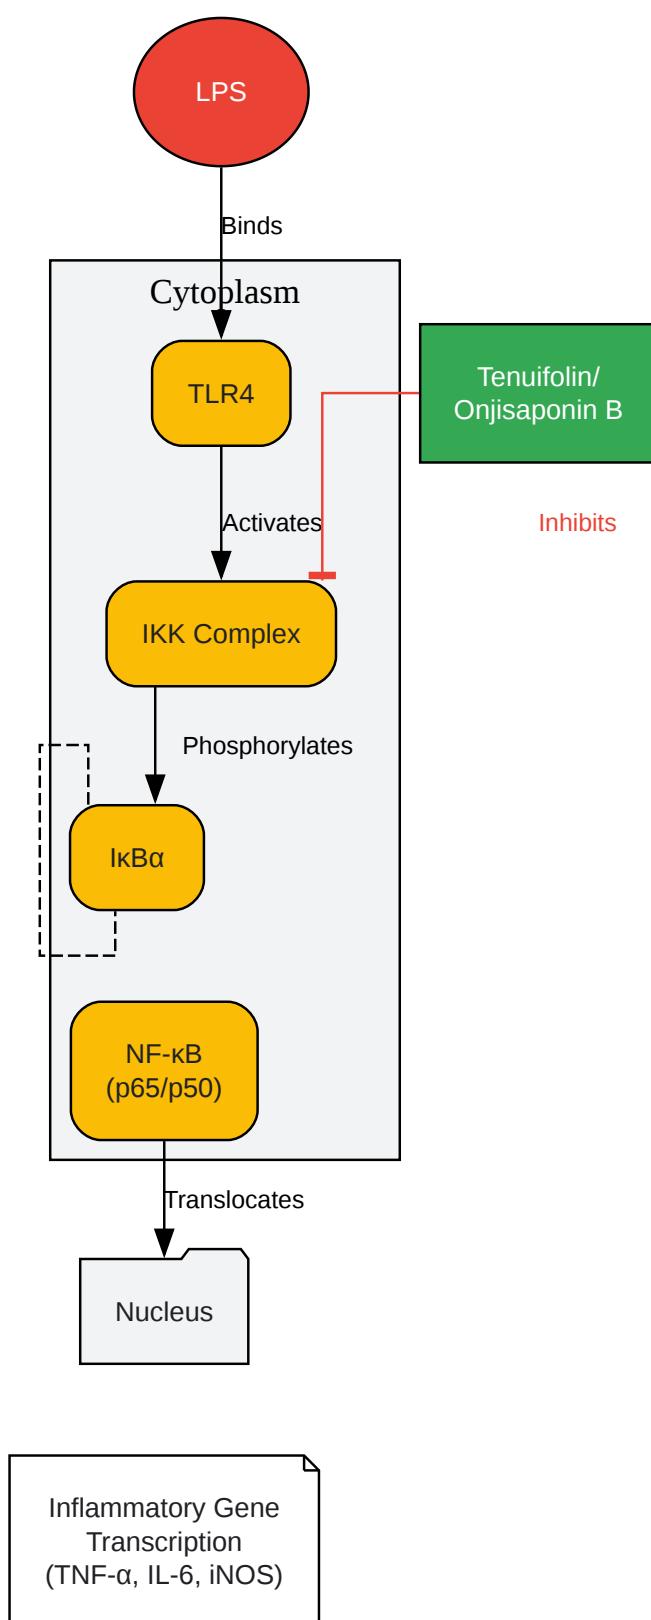 LPS
Binds
Cytoplasm
TLR4
Tenuifolin/
Onjisaponin B
Activates
Inhibits
IKK Complex
Phosphorylates
IκBα
NF-κB
(p65/p50)
Translocates
Nucleus
Inflammatory Gene
Transcription
(TNF-α, IL-6, iNOS)